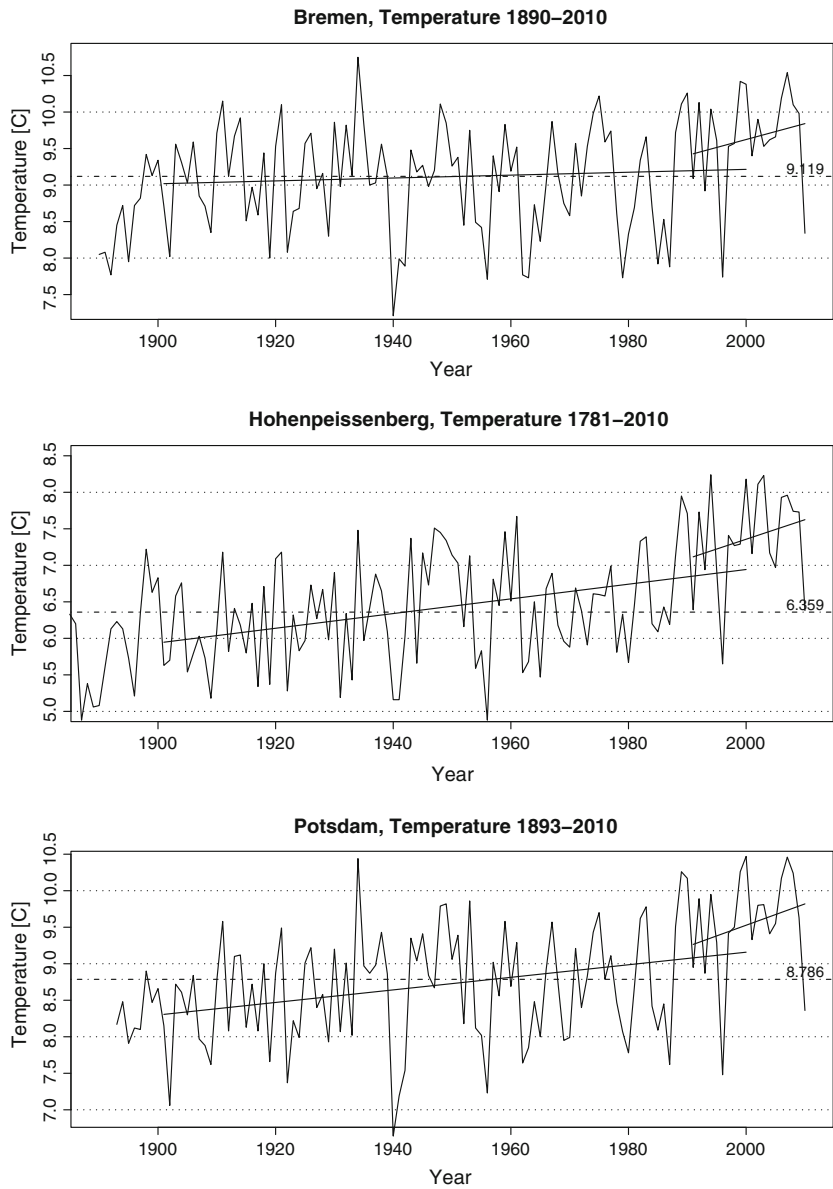 Bremen, Temperature 1890–2010
Temperature [C]
10.5
10.0
9.5
9.0
8.5
8.0
7.5
9.119
1900 1920 1940 1960 1980 2000
Year
Hohenpeissenberg, Temperature 1781–2010
Temperature [C]
8.5
8.0
7.5
7.0
6.5
6.0
5.5
5.0
6.359
1900 1920 1940 1960 1980 2000
Year
Potsdam, Temperature 1893–2010
Temperature [C]
10.5
10.0
9.5
9.0
8.5
8.0
7.5
7.0
8.786
1900 1920 1940 1960 1980 2000
Year